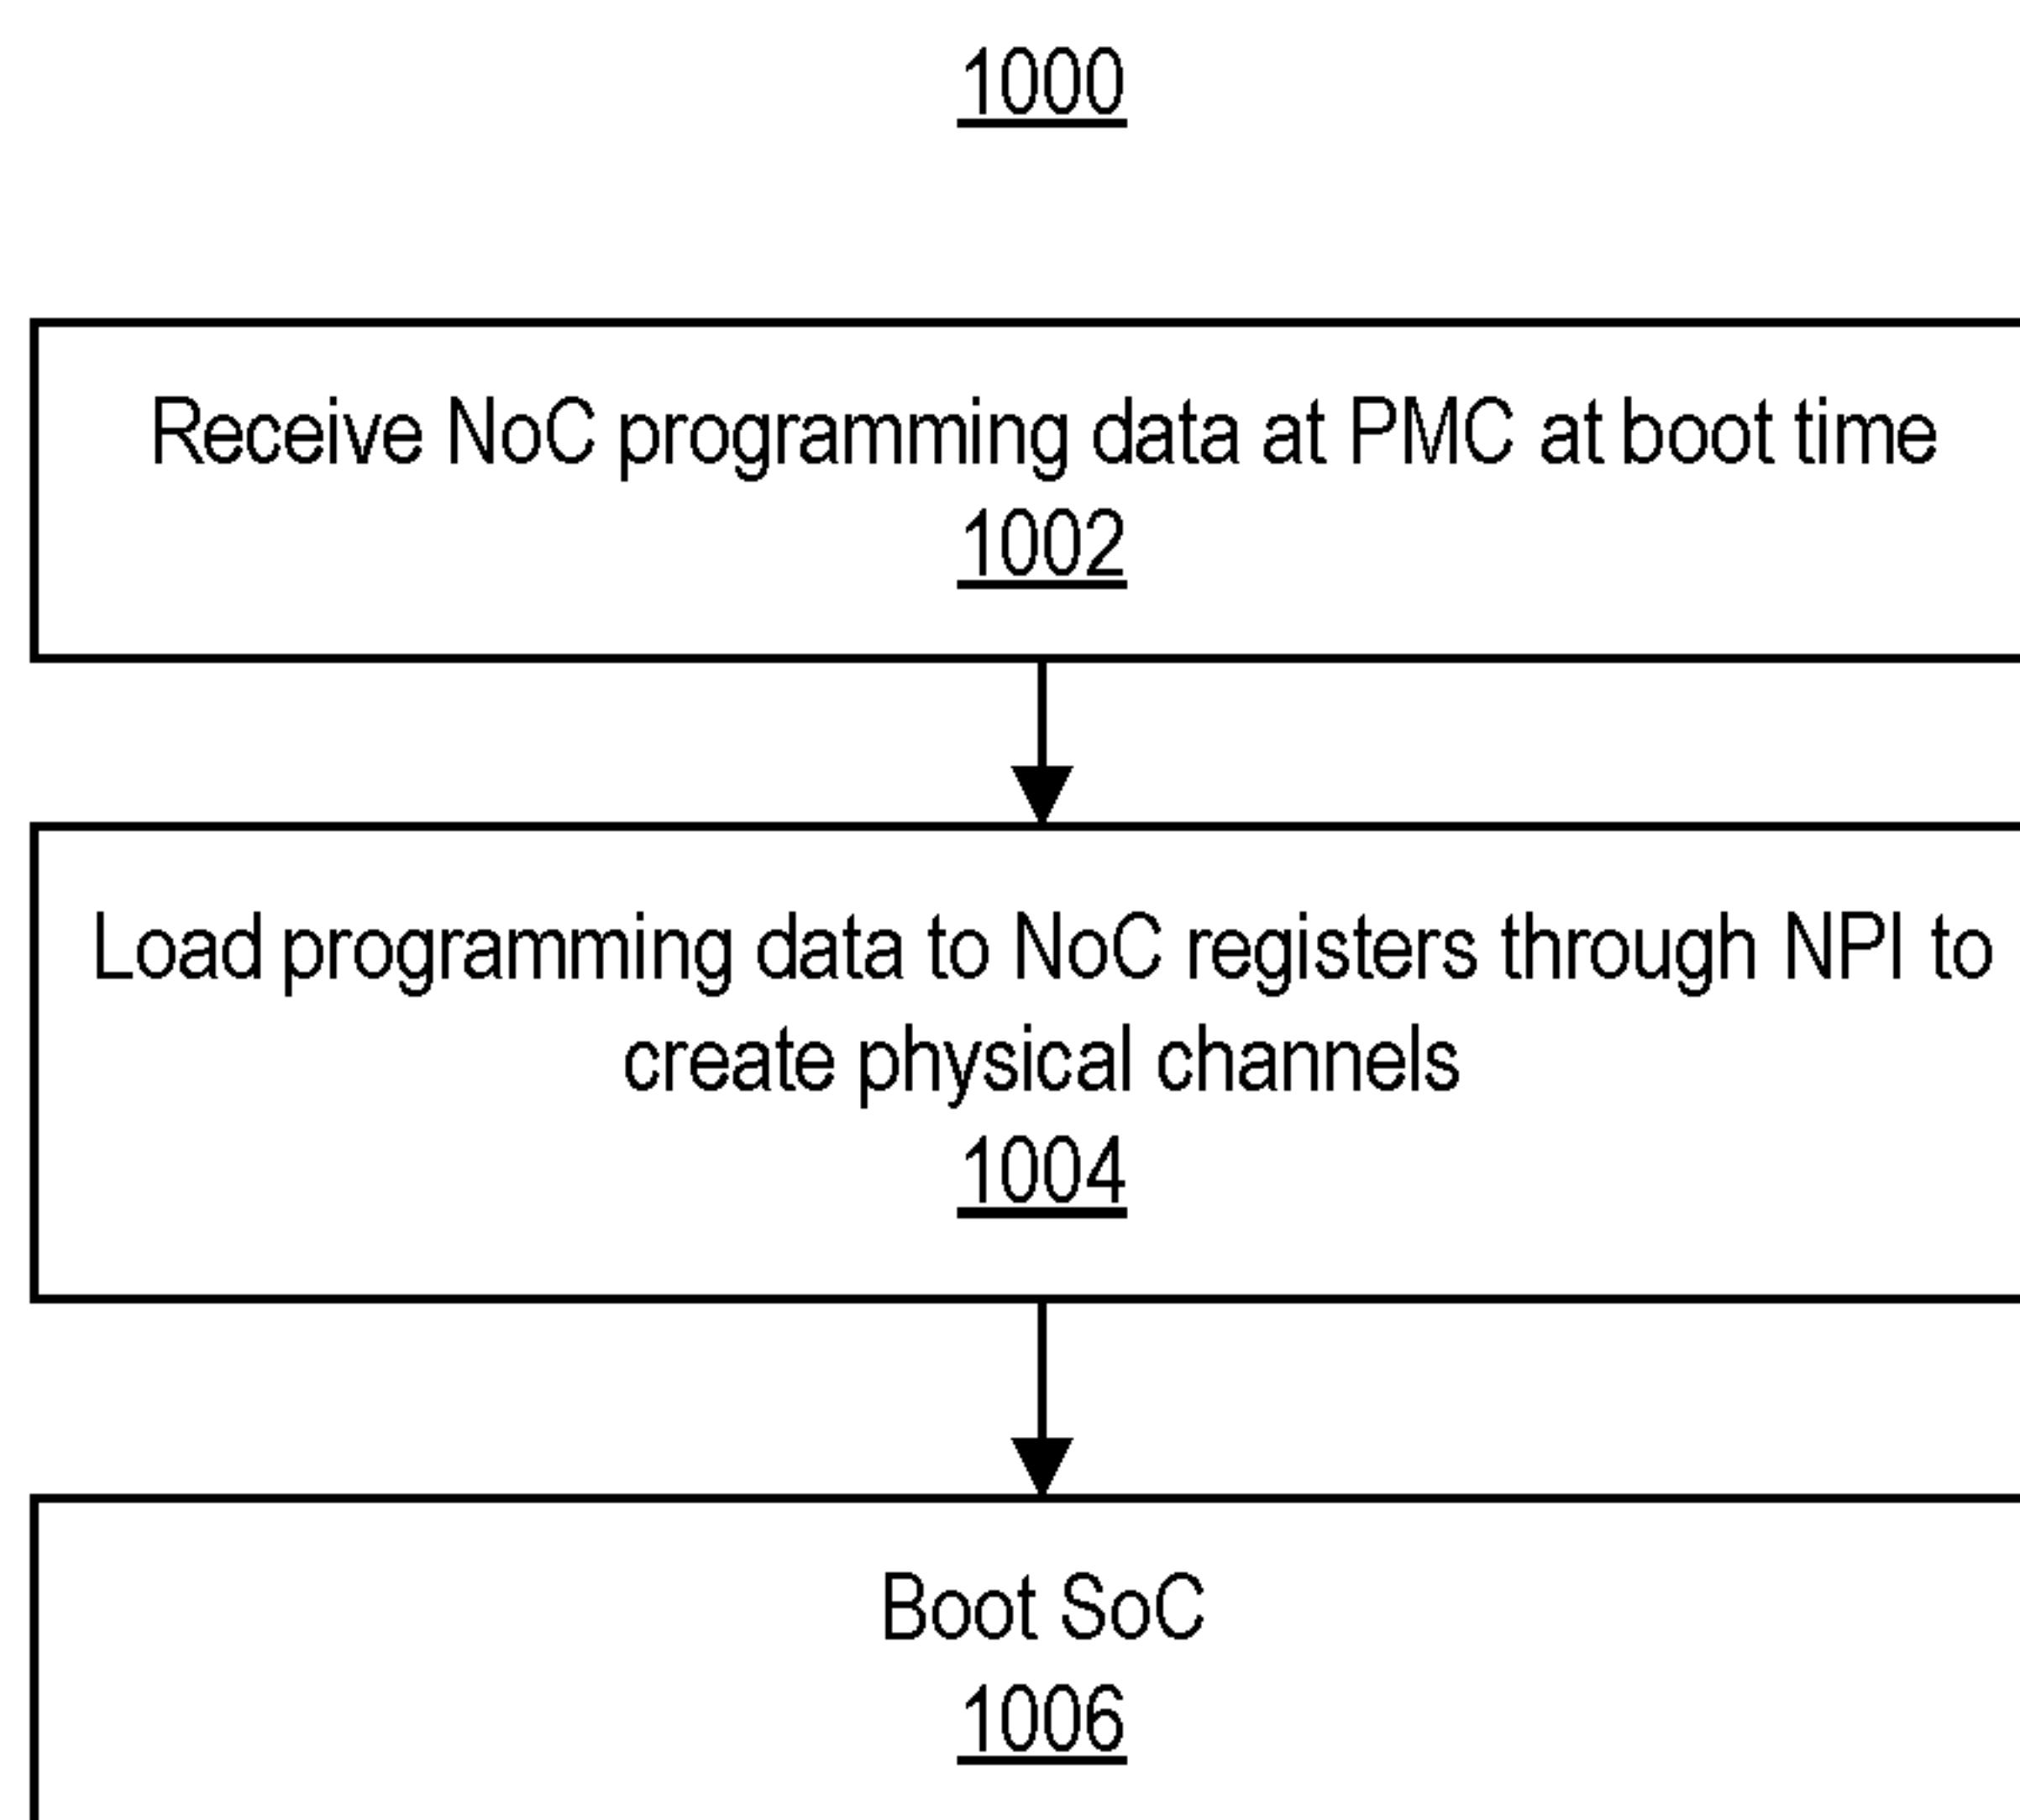 1000
Receive NoC programming data at PMC at boot time
1002
Load programming data to NoC registers through NPI to
create physical channels
1004
Boot SoC
1006